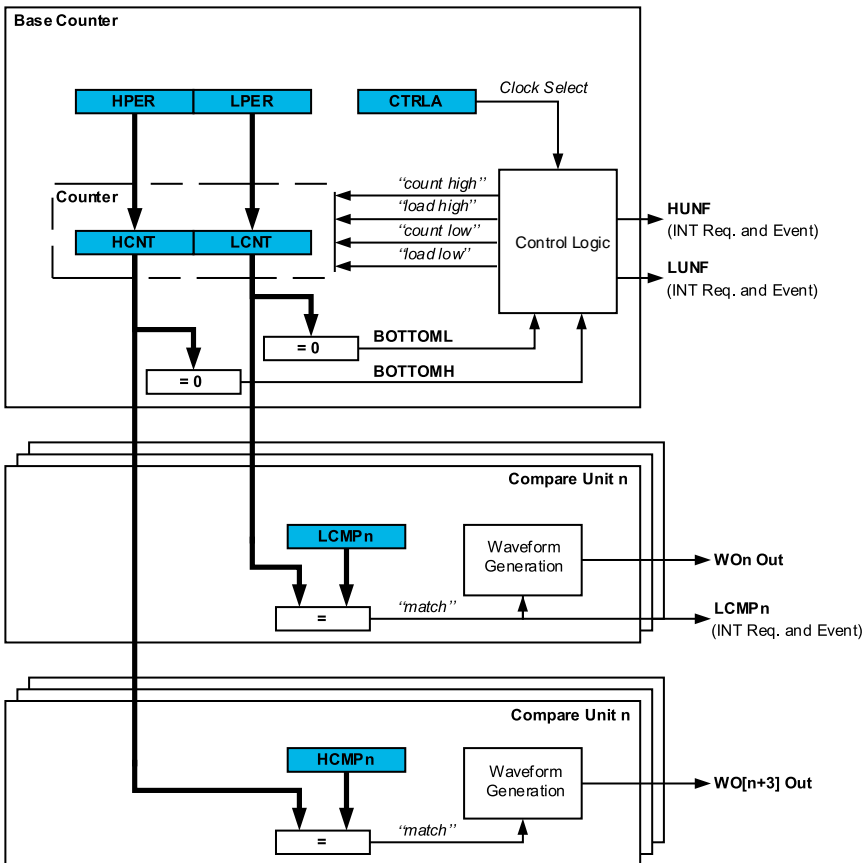 Base Counter
HPER
LPER
CTRLA
Clock Select
Counter
HCNT
LCNT
“count high”
“load high”
“count low”
“load low”
Control Logic
HUNF
(INT Req. and Event)
LUNF
(INT Req. and Event)
= 0
BOTTOML
= 0
BOTTOMH
Compare Unit n
LCMPn
Waveform
Generation
WOn Out
=
“match”
LCMPn
(INT Req. and Event)
Compare Unit n
HCMPn
Waveform
Generation
WO[n+3] Out
=
“match”